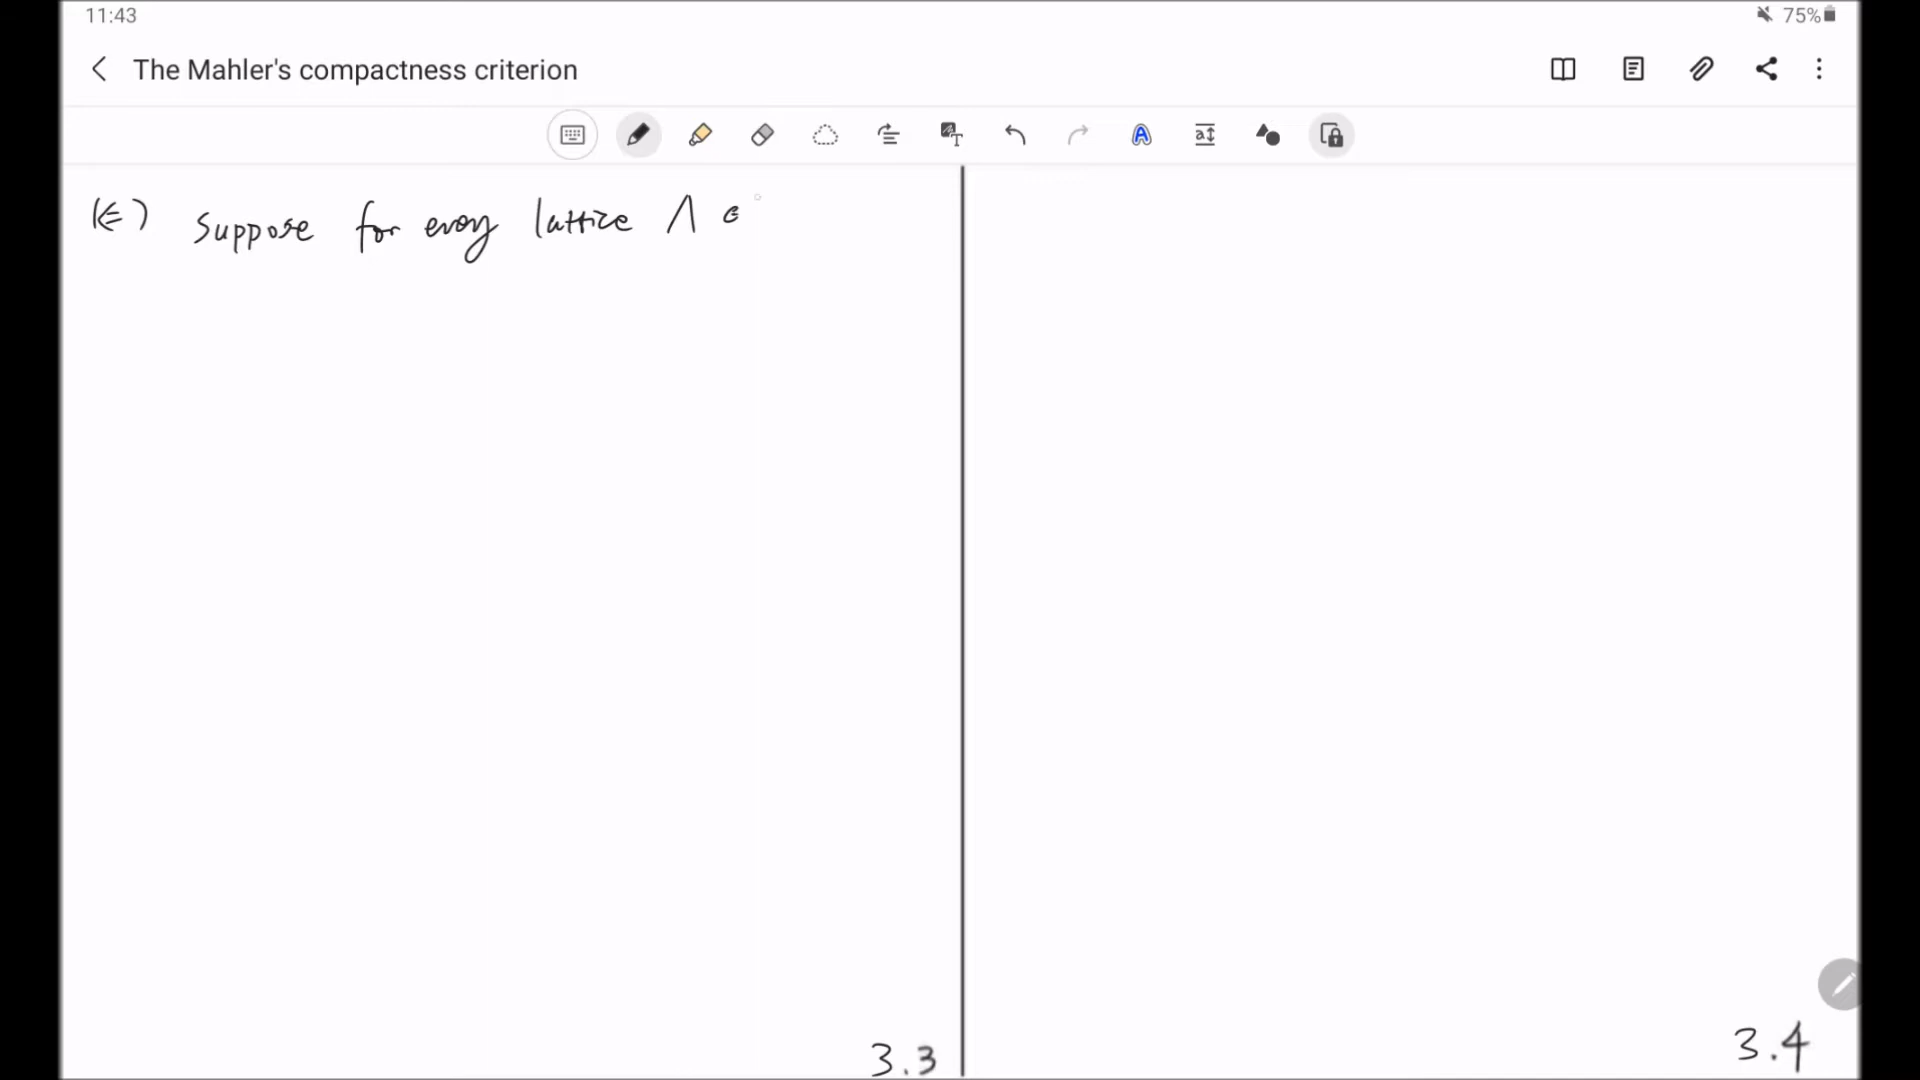 11:43
75%
The Mahler's compactness criterion
(⇐) Suppose for every lattice Λ ∈
3.3
3.4